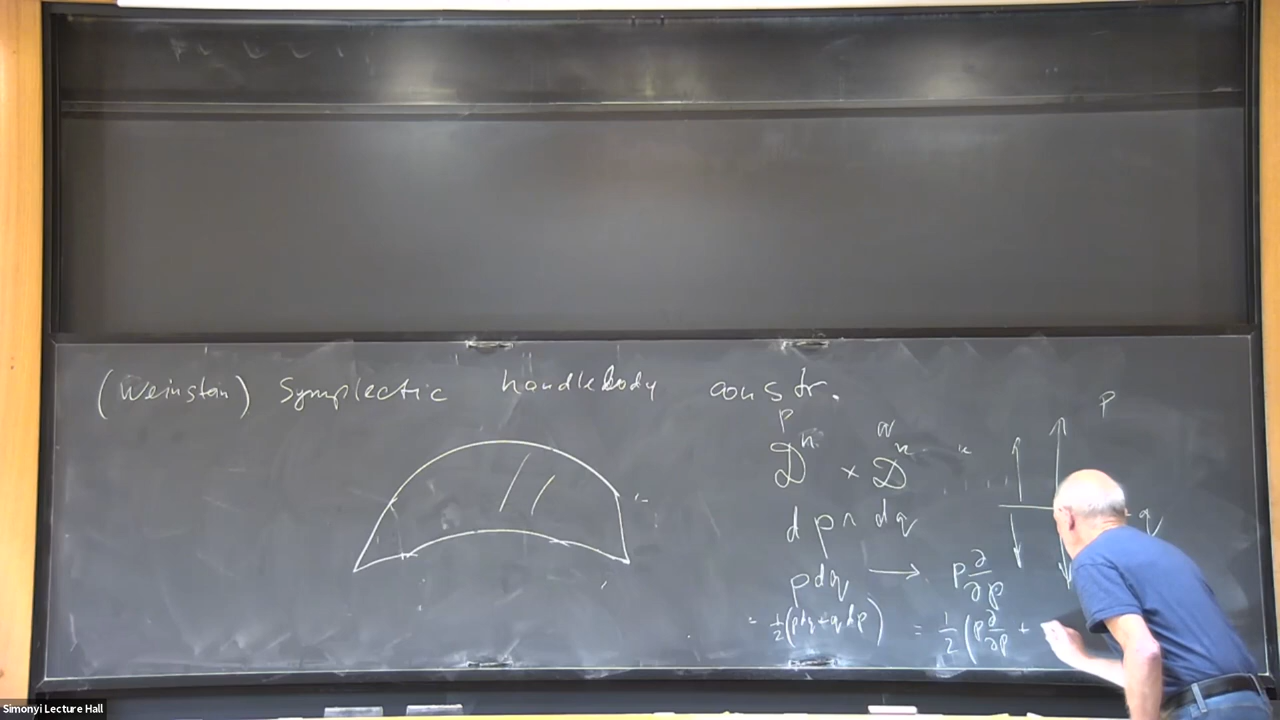 (Weinstein) Symplectic handlebody constr.
p q
D^n × D^n
p
q
dp ∧ dq
pdq → p ∂/∂p
= 1/2 (pdq + qdp) = 1/2 (p ∂/∂p +
Simonyi Lecture Hall